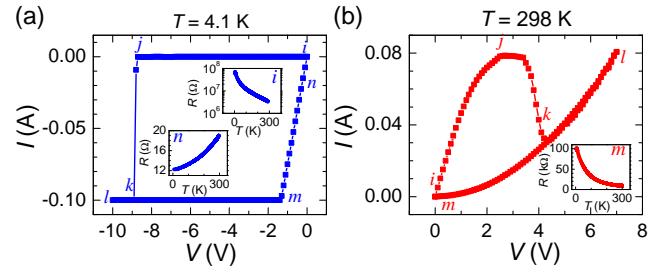 (a)
T = 4.1 K
I (A)
0.00
-0.05
-0.10
j
i
n
k
l
m
10⁸
10⁷
10⁶
R (Ω)
0
300
T (K)
i
20
16
12
R (Ω)
n
0
300
T (K)
-10
-8
-6
-4
-2
0
V (V)
(b)
T = 298 K
I (A)
0.08
0.04
0.00
j
l
k
i
m
100
50
0
R (kΩ)
m
0
300
T (K)
0
2
4
6
8
V (V)